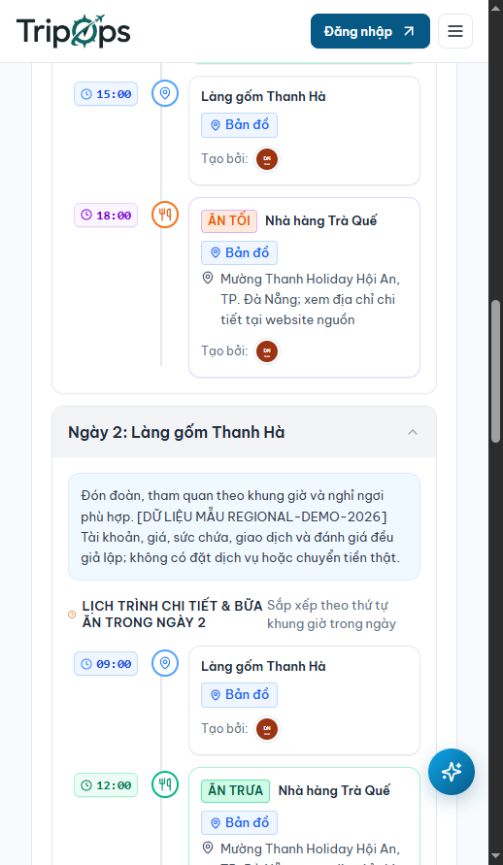 TripOps
Đăng nhập
15:00
Làng gốm Thanh Hà
Bản đồ
Tạo bởi:
18:00
ĂN TỐI Nhà hàng Trà Quế
Bản đồ
Mường Thanh Holiday Hội An,
TP. Đà Nẵng; xem địa chỉ chi
tiết tại website nguồn
Tạo bởi:
Ngày 2: Làng gốm Thanh Hà
Đón đoàn, tham quan theo khung giờ và nghỉ ngơi
phù hợp. [DỮ LIỆU MẪU REGIONAL-DEMO-2026]
Tài khoản, giá, sức chứa, giao dịch và đánh giá đều
giả lập; không có đặt dịch vụ hoặc chuyển tiền thật.
LỊCH TRÌNH CHI TIẾT & BỮA
ĂN TRONG NGÀY 2
Sắp xếp theo thứ tự
khung giờ trong ngày
09:00
Làng gốm Thanh Hà
Bản đồ
Tạo bởi:
12:00
ĂN TRƯA Nhà hàng Trà Quế
Bản đồ
Mường Thanh Holiday Hội An,